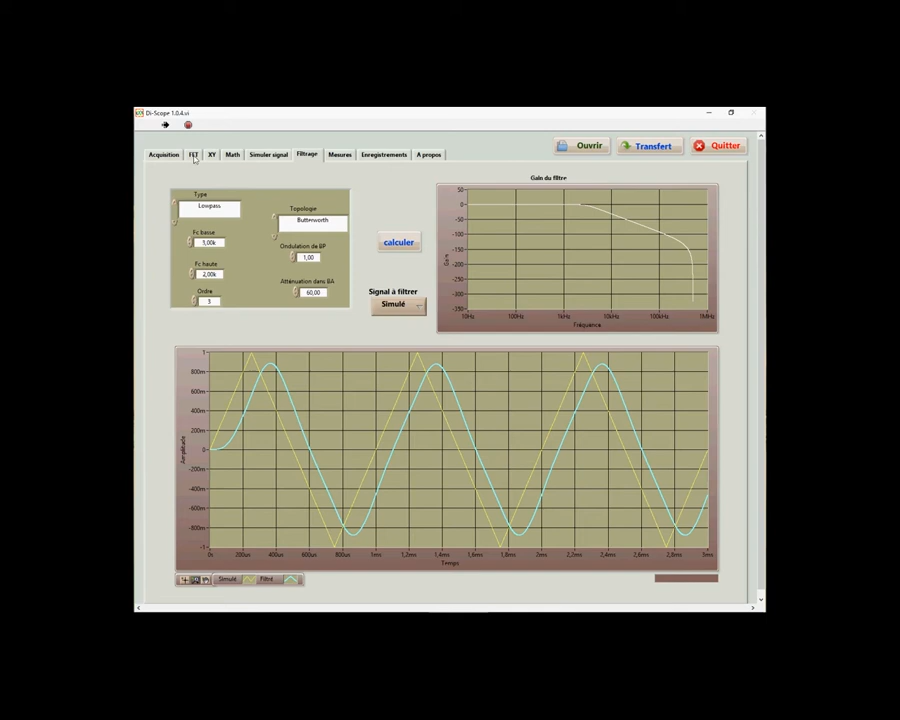 Di-Scope 1.0.4.vi
Ouvrir Transfert Quitter
Acquisition FFT XY Math Simuler signal Filtrage Mesures Enregistrements A propos
Type
Lowpass
Fc basse
Fc haute
2,00k
Ordre
3
Topologie
Butterworth
Ondulation de BP
1,00
Atténuation dans BA
60,00
calculer
Signal à filtrer
Simulé
Gain du filtre
Gain
50
0
-50
-100
-150
-200
-250
-300
-350
10Hz 100Hz 1kHz 10kHz 100kHz 1MHz
Fréquence
Amplitude
1
800m
600m
400m
200m
0
-200m
-400m
-600m
-800m
-1
0s 200us 400us 600us 800us 1ms 1,2ms 1,4ms 1,6ms 1,8ms 2ms 2,2ms 2,4ms 2,6ms 2,8ms 3ms
Temps
Simulé Filtré